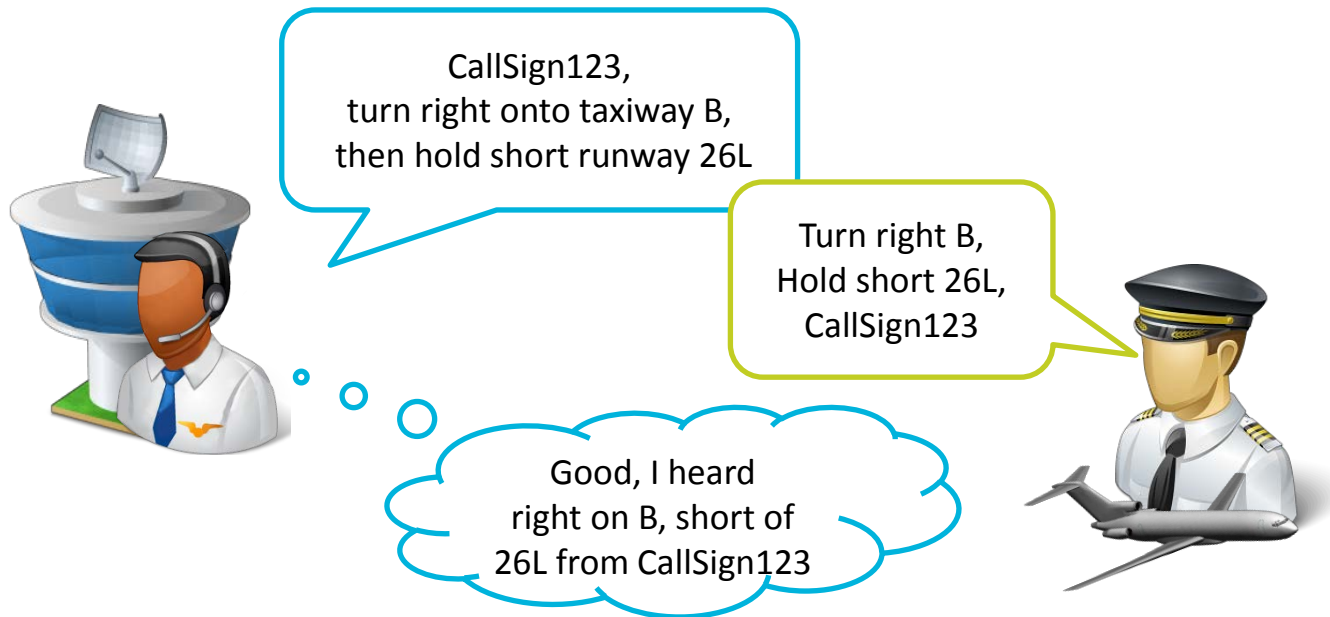 CallSign123,
turn right onto taxiway B,
then hold short runway 26L
Turn right B,
Hold short 26L,
CallSign123
Good, I heard
right on B, short of
26L from CallSign123